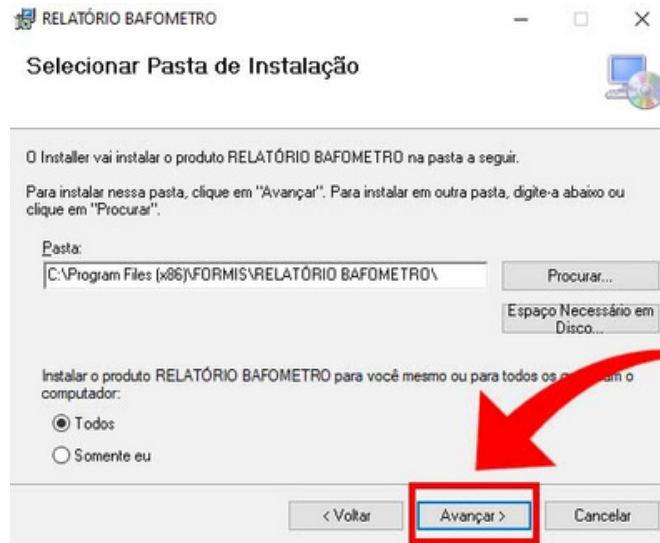 RELATÓRIO BAFOMETRO
Selecionar Pasta de Instalação
O Installer vai instalar o produto RELATÓRIO BAFOMETRO na pasta a seguir.
Para instalar nessa pasta, clique em "Avançar". Para instalar em outra pasta, digite-a abaixo ou
clique em "Procurar".
Pasta:
C:\Program Files (x86)\FORMIS\RELATÓRIO BAFOMETRO\
Procurar...
Espaço Necessário em
Disco...
Instalar o produto RELATÓRIO BAFOMETRO para você mesmo ou para todos os o
computador:
Todos
Somente eu
< Voltar
Avançar >
Cancelar